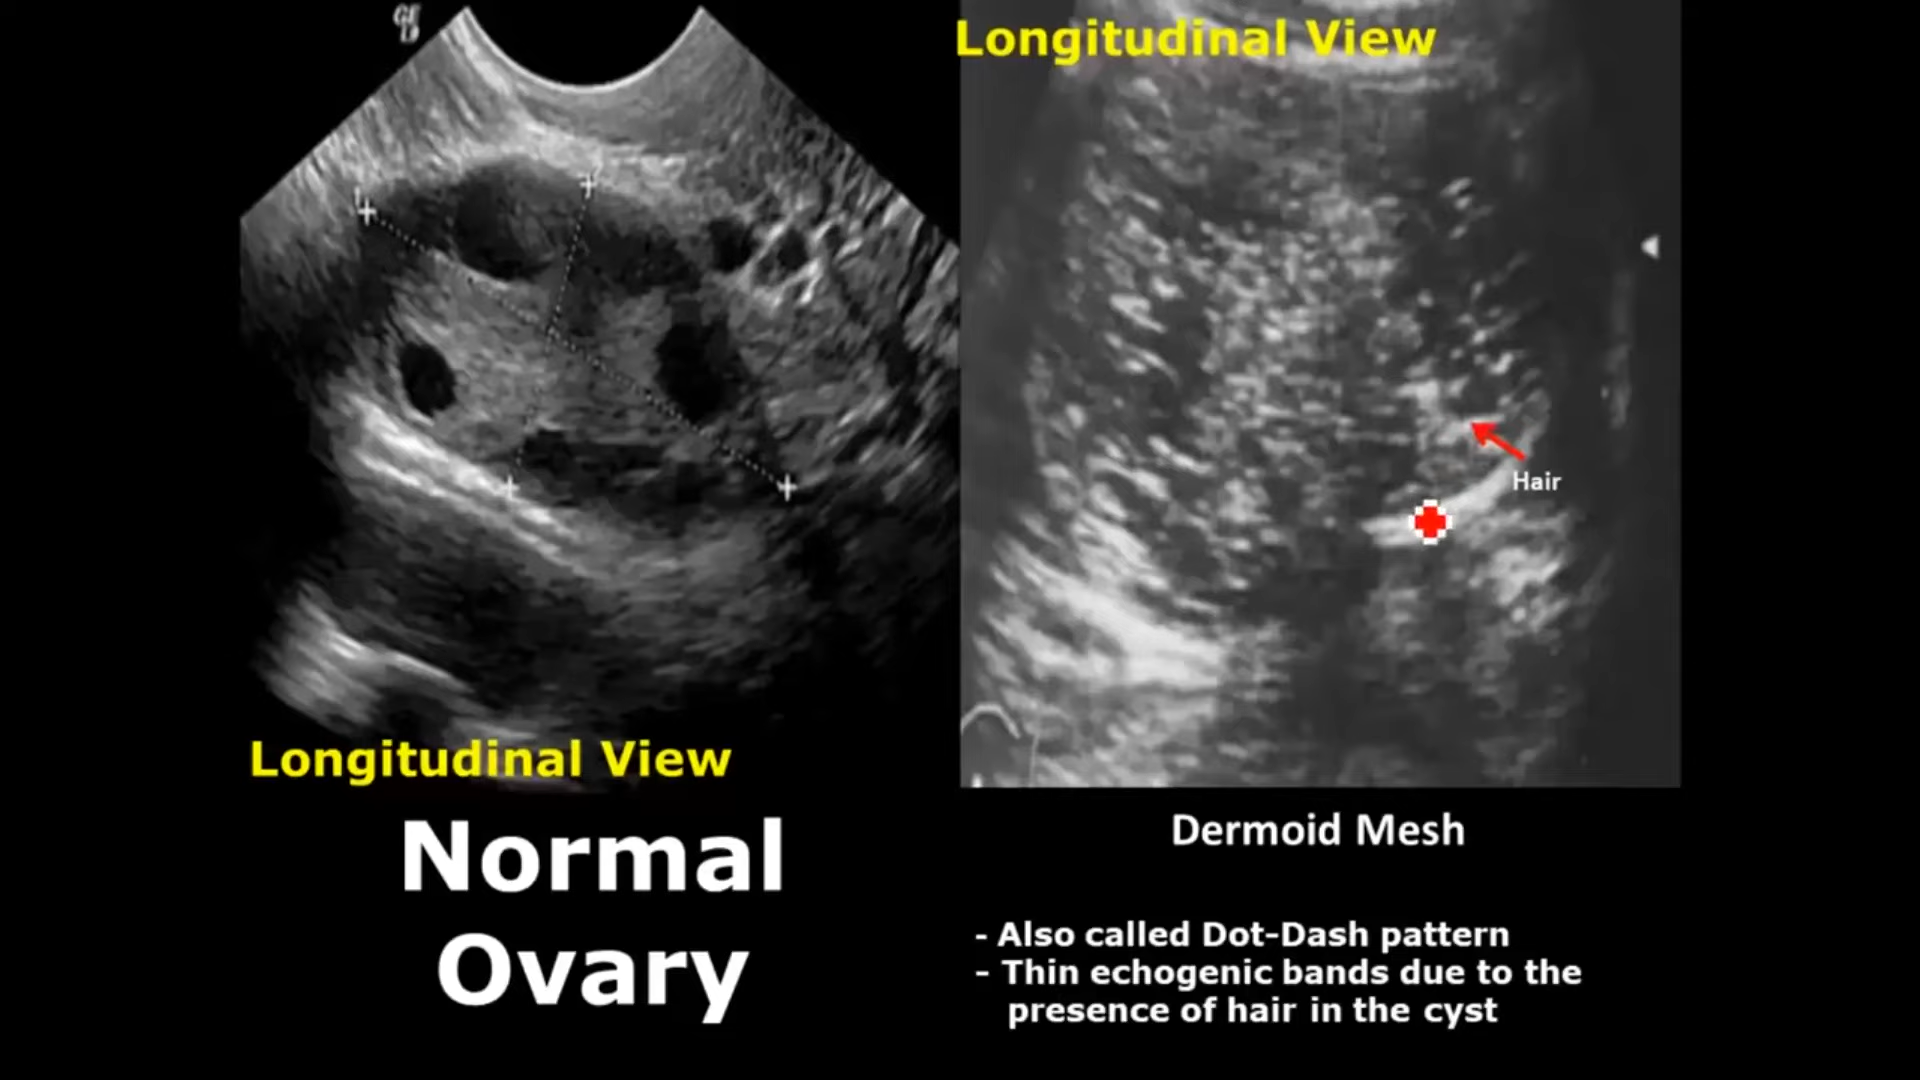 GE
Longitudinal View
Longitudinal View
Normal
Ovary
Hair
Dermoid Mesh
- Also called Dot-Dash pattern
- Thin echogenic bands due to the
presence of hair in the cyst